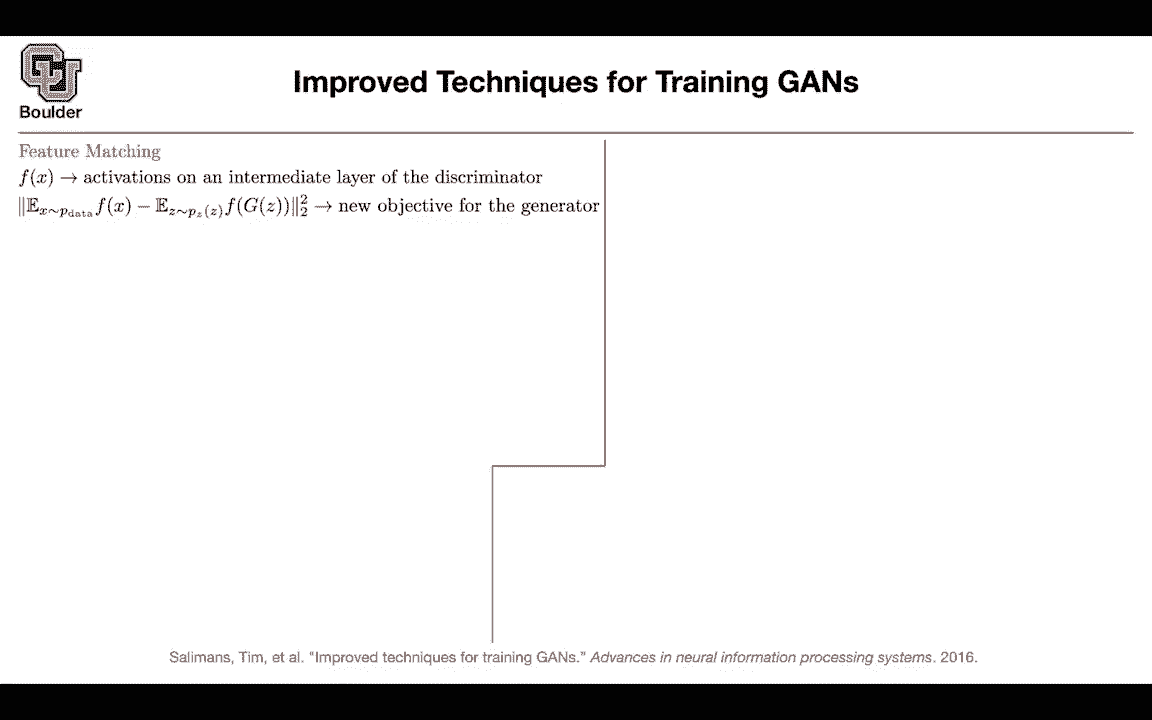 Boulder
Improved Techniques for Training GANs
Feature Matching
f(x) → activations on an intermediate layer of the discriminator
‖𝔼_{x∼p_data} f(x) − 𝔼_{z∼p_z(z)} f(G(z))‖₂² → new objective for the generator
Salimans, Tim, et al. "Improved techniques for training GANs." Advances in neural information processing systems. 2016.